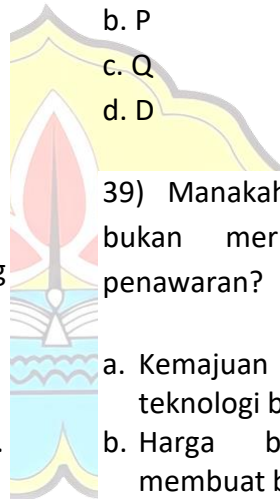 b. P
c. Q
d. D
39) Manakah
bukan mer
penawaran?
g
a. Kemajuan
teknologi b
.
b. Harga b
membuat b